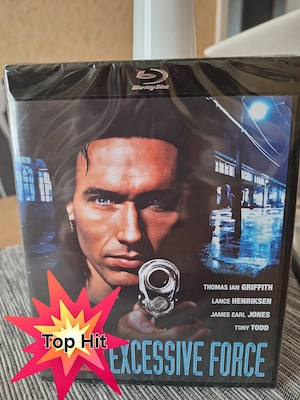 Blu-ray Disc
THOMAS IAN GRIFFITH
LANCE HENRIKSEN
JAMES EARL JONES
TONY TODD
Top Hit
EXCESSIVE FORCE